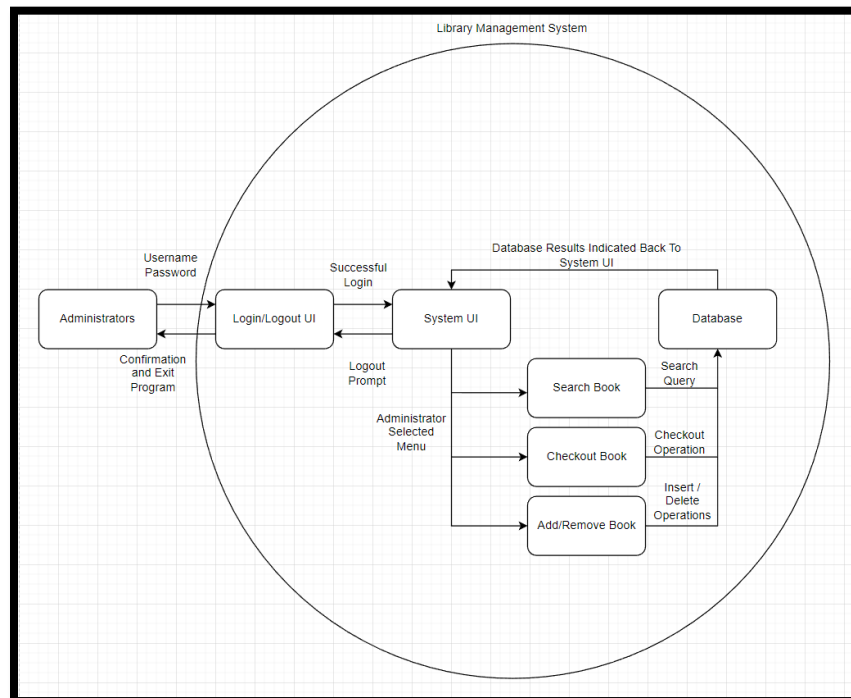 Library Management System
Database Results Indicated Back To
System UI
Username
Password
Successful
Login
Administrators
Login/Logout UI
System UI
Database
Confirmation
and Exit
Program
Logout
Prompt
Search Book
Search
Query
Administrator
Selected
Menu
Checkout Book
Checkout
Operation
Add/Remove Book
Insert /
Delete
Operations